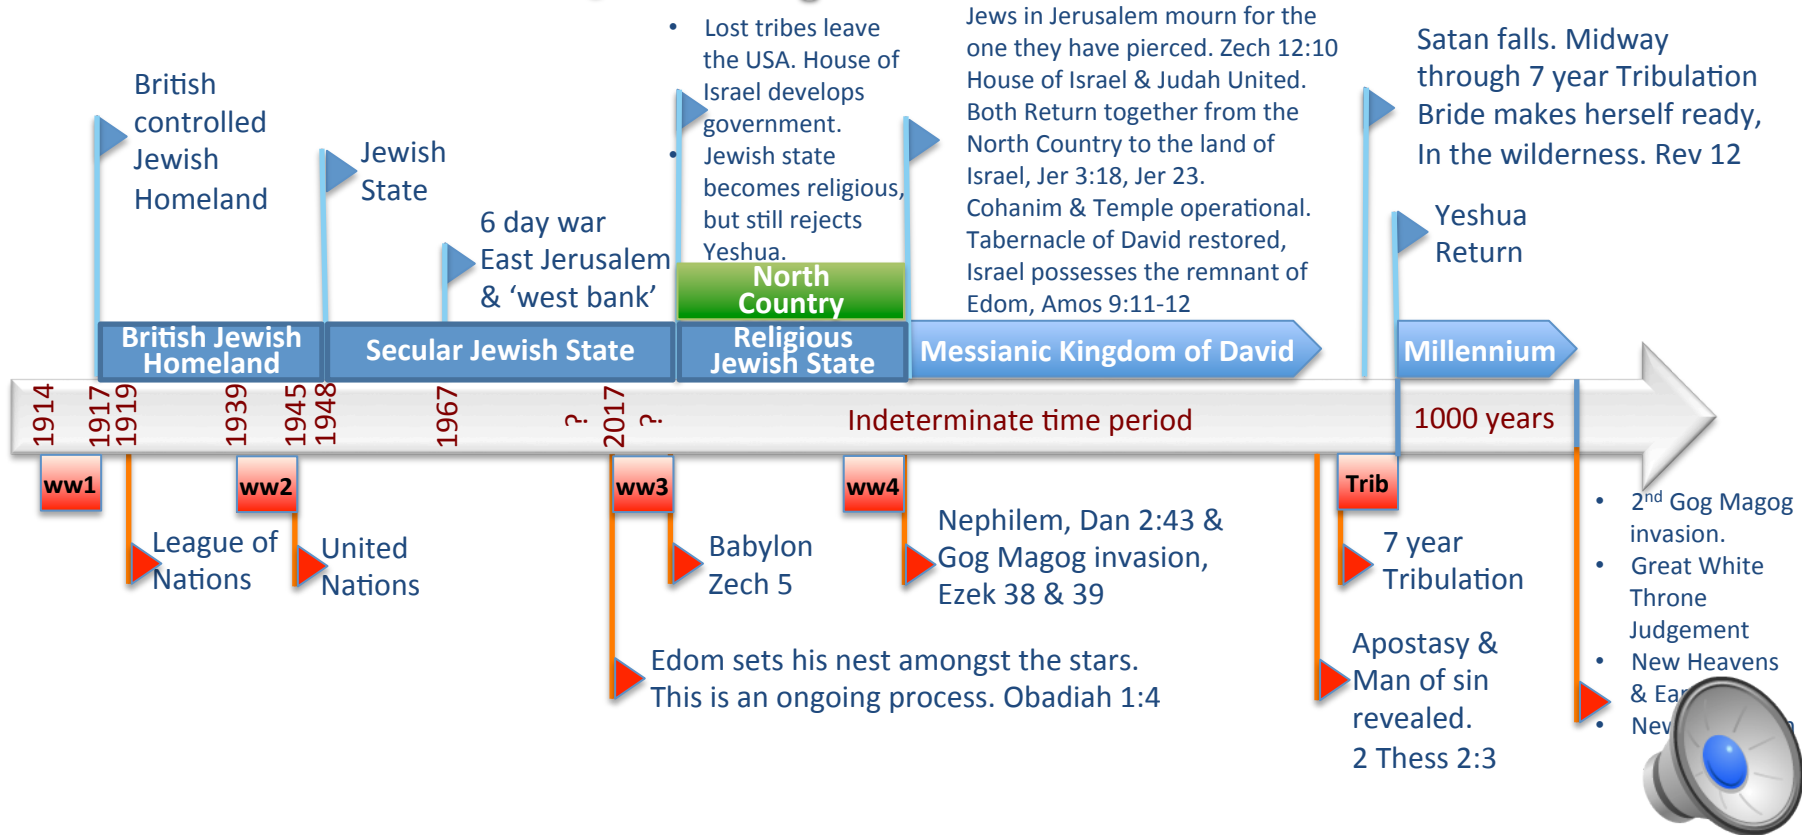 British
controlled
Jewish
Homeland
Jewish
State
6 day war
East Jerusalem
& ‘west bank’
• Lost tribes leave
the USA. House of
Israel develops
government.
• Jewish state
becomes religious,
but still rejects
Yeshua.
Jews in Jerusalem mourn for the
one they have pierced. Zech 12:10
House of Israel & Judah United.
Both Return together from the
North Country to the land of
Israel, Jer 3:18, Jer 23.
Cohanim & Temple operational.
Tabernacle of David restored,
Israel possesses the remnant of
Edom, Amos 9:11-12
Satan falls. Midway
through 7 year Tribulation
Bride makes herself ready,
In the wilderness. Rev 12
Yeshua
Return
North
Country
British Jewish
Homeland
Secular Jewish State
Religious
Jewish State
Messianic Kingdom of David
Millennium
1914
1917
1919
1939
1945
1948
1967
?
2017
?
Indeterminate time period
1000 years
ww1
ww2
ww3
ww4
Trib
League of
Nations
United
Nations
Babylon
Zech 5
Nephilem, Dan 2:43 &
Gog Magog invasion,
Ezek 38 & 39
7 year
Tribulation
Edom sets his nest amongst the stars.
This is an ongoing process. Obadiah 1:4
Apostasy &
Man of sin
revealed.
2 Thess 2:3
• 2nd Gog Magog
invasion.
• Great White
Throne
Judgement
• New Heavens
&
•